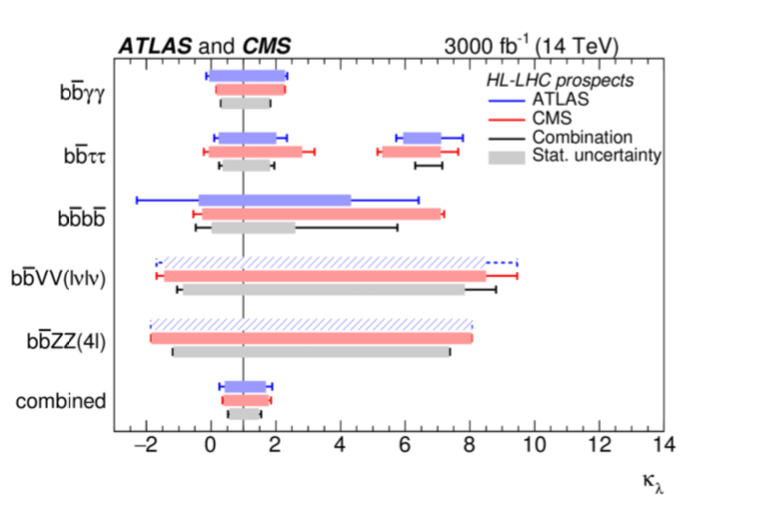 ATLAS and CMS 3000 fb⁻¹ (14 TeV)
HL-LHC prospects
ATLAS
CMS
Combination
Stat. uncertainty
bb̅γγ
bb̅ττ
bb̅bb̅
bb̅VV(lνlν)
bb̅ZZ(4l)
combined
−2 0 2 4 6 8 10 12 14
κλ